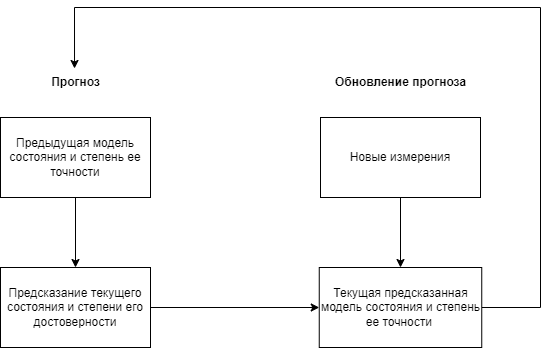 Прогноз
Обновление прогноза
Предыдущая модель
состояния и степень ее
точности
Новые измерения
Предсказание текущего
состояния и степени его
достоверности
Текущая предсказанная
модель состояния и степень
ее точности